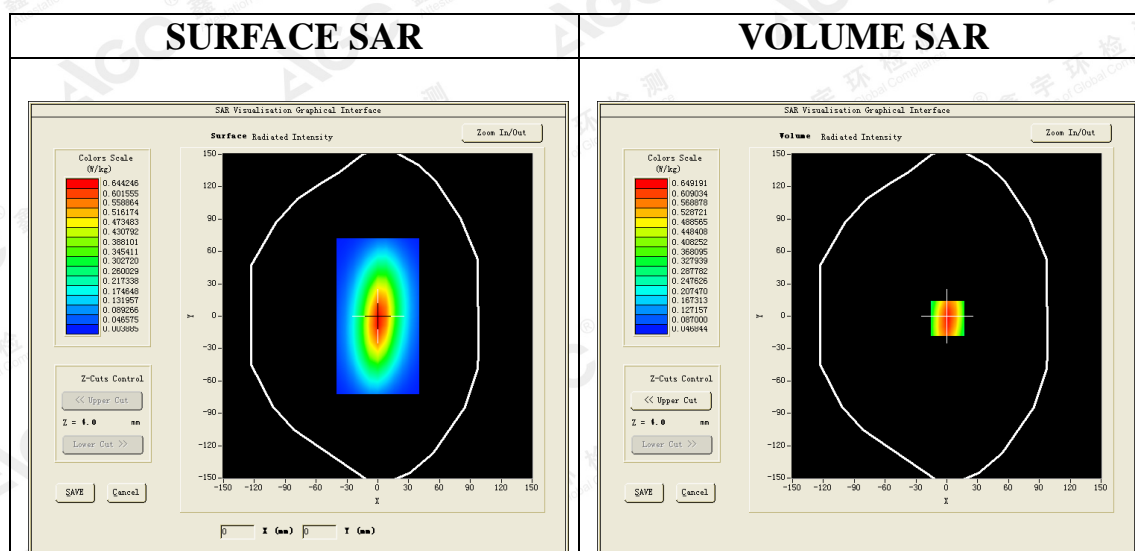 SURFACE SAR
SAR Visualisation Graphical Interface
Surface Radiated Intensity
Zoom In/Out
Colors Scale
(W/kg)
0.644246
0.601555
0.558864
0.516174
0.473483
0.430792
0.388101
0.345411
0.302720
0.260029
0.217338
0.174648
0.131957
0.089266
0.046575
0.003885
150
120
90
60
30
0
-30
-60
-90
-120
-150
Y
-150 -120 -90 -60 -30 0 30 60 90 120 150
X
Z-Cuts Control
<< Upper Cut
Z = 4.0 mm
Lower Cut >>
SAVE Cancel
0 X (mm) 0 Y (mm)
VOLUME SAR
SAR Visualisation Graphical Interface
Volume Radiated Intensity
Zoom In/Out
Colors Scale
(W/kg)
0.649191
0.609034
0.568878
0.528721
0.488565
0.448408
0.408252
0.368095
0.327939
0.287782
0.247626
0.207470
0.167313
0.127157
0.087000
0.046844
150
120
90
60
30
0
-30
-60
-90
-120
-150
Y
-150 -120 -90 -60 -30 0 30 60 90 120 150
X
Z-Cuts Control
<< Upper Cut
Z = 4.0 mm
Lower Cut >>
SAVE Cancel